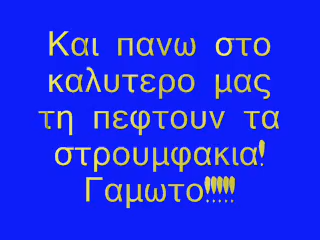 Και πανω στο
καλυτερο μας
τη πεφτουν τα
στρουμφακια!
Γαμωτο!!!!!